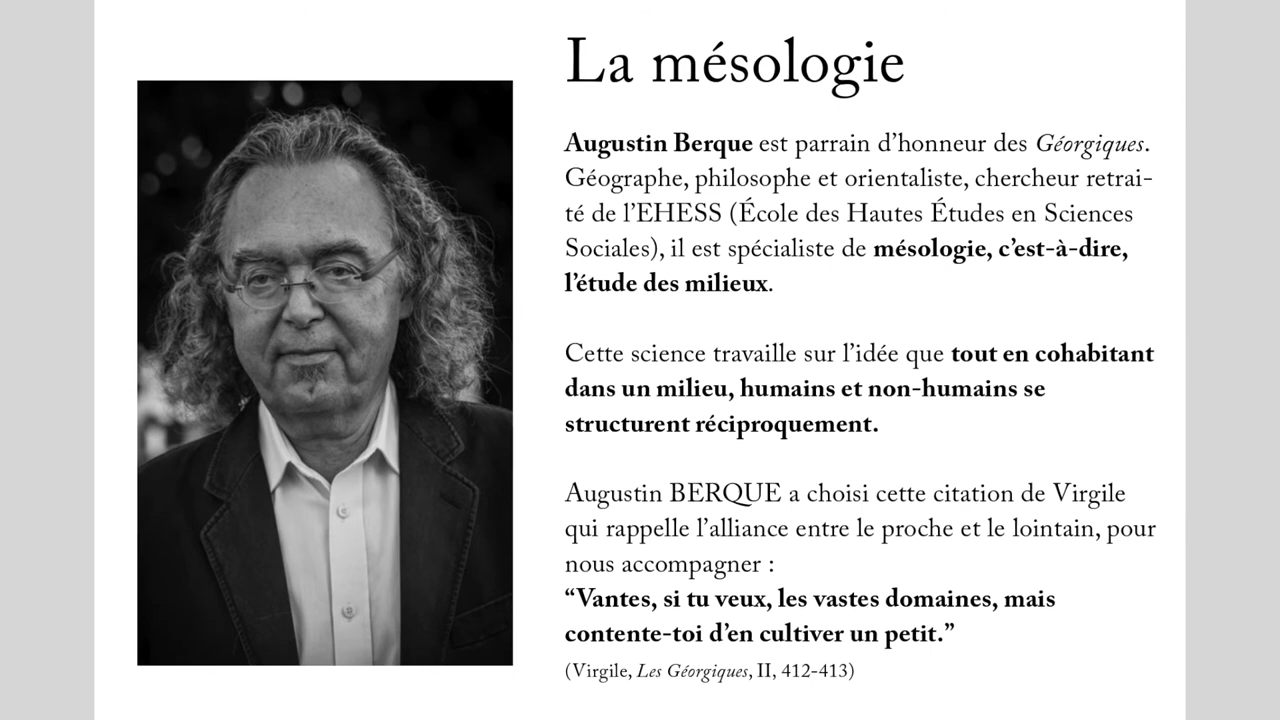 La mésologie
Augustin Berque est parrain d’honneur des Géorgiques.
Géographe, philosophe et orientaliste, chercheur retrai-
té de l’EHESS (École des Hautes Études en Sciences
Sociales), il est spécialiste de mésologie, c’est-à-dire,
l’étude des milieux.
Cette science travaille sur l’idée que tout en cohabitant
dans un milieu, humains et non-humains se
structurent réciproquement.
Augustin BERQUE a choisi cette citation de Virgile
qui rappelle l’alliance entre le proche et le lointain, pour
nous accompagner :
“Vantes, si tu veux, les vastes domaines, mais
contente-toi d’en cultiver un petit.”
(Virgile, Les Géorgiques, II, 412-413)